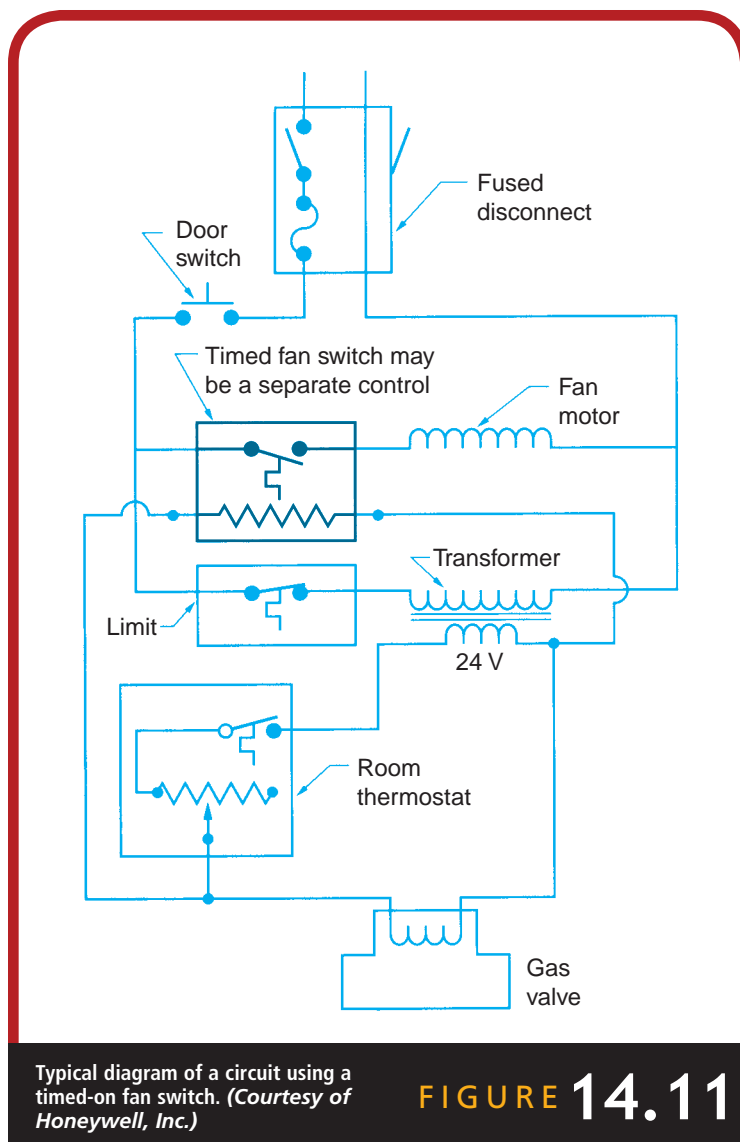 Fused
disconnect
Door
switch
Timed fan switch may
be a separate control
Fan
motor
Transformer
Limit
24 V
Room
thermostat
Gas
valve
Typical diagram of a circuit using a
timed-on fan switch. (Courtesy of
Honeywell, Inc.)
FIGURE 14.11